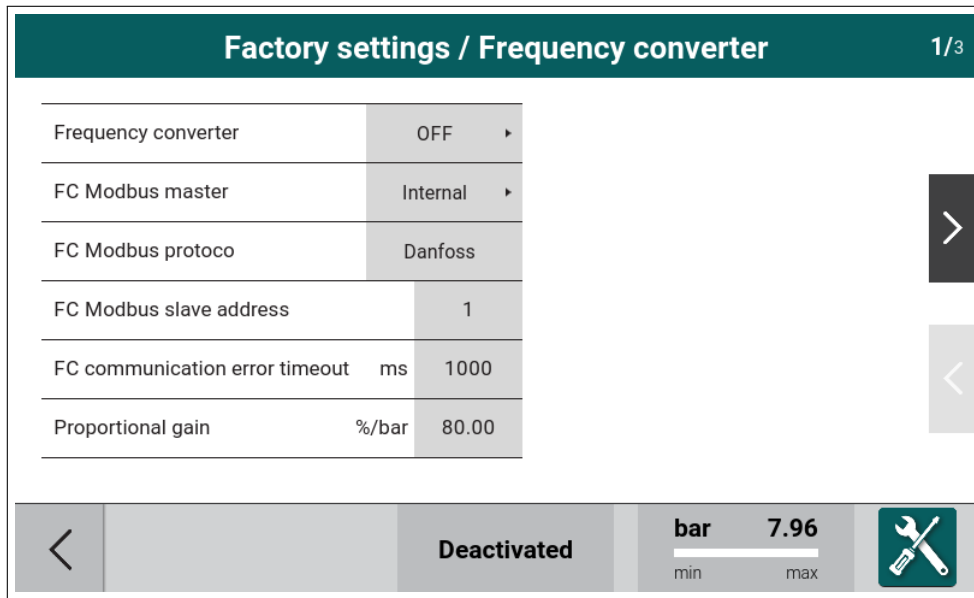 Factory settings / Frequency converter 1/3
Frequency converter OFF
FC Modbus master Internal
FC Modbus protoco Danfoss
FC Modbus slave address 1
FC communication error timeout ms 1000
Proportional gain %/bar 80.00
Deactivated
bar 7.96
min max